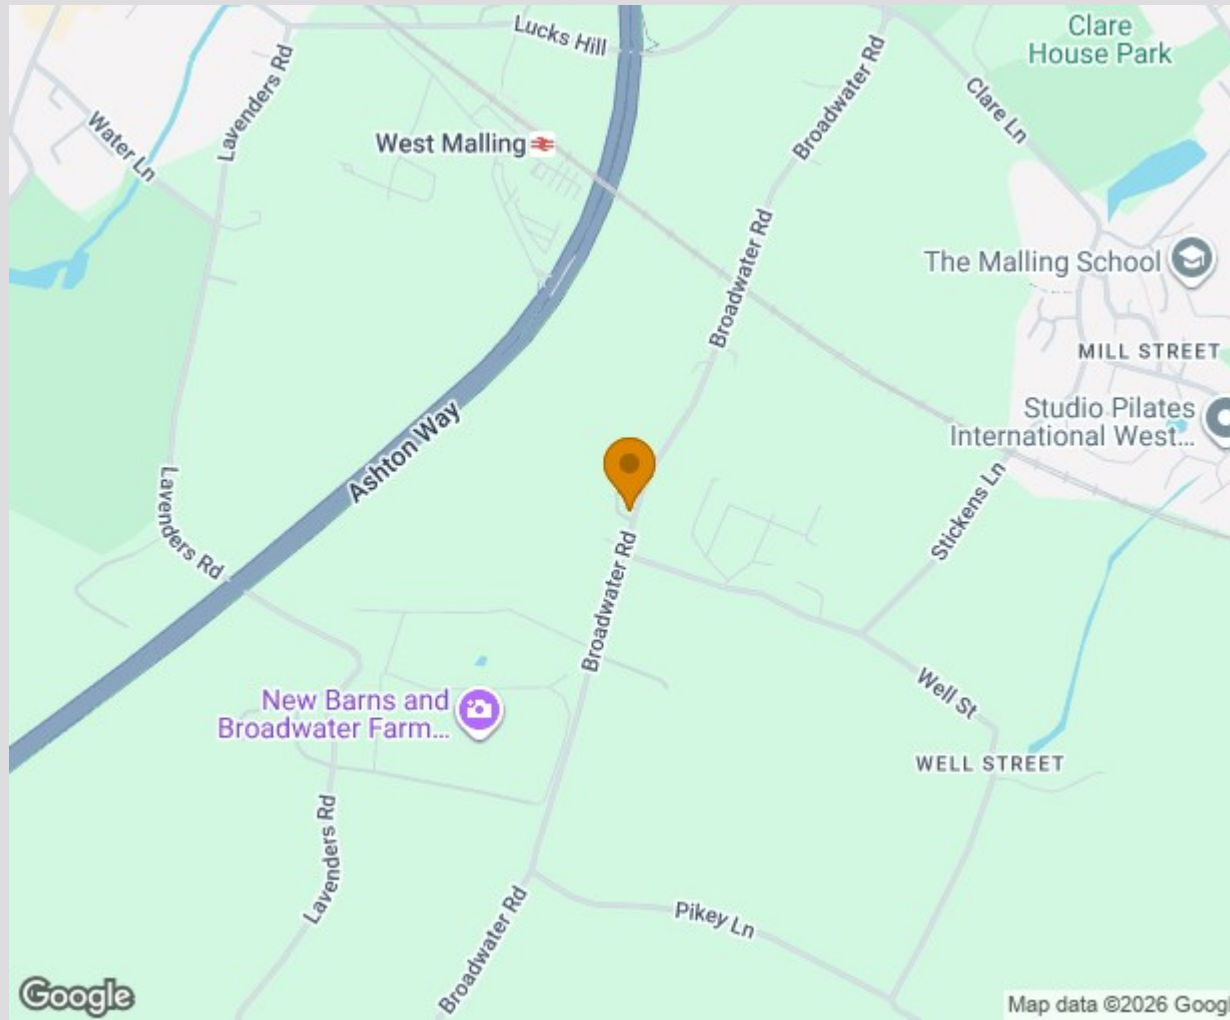 Lucks Hill
Clare
House Park
Lavenders Rd
Broadwater Rd
Clare Ln
Water Ln
West Malling
Broadwater Rd
The Malling School
MILL STREET
Ashton Way
Studio Pilates
International West...
Lavenders Rd
Stickens Ln
Broadwater Rd
New Barns and
Broadwater Farm...
Well St
WELL STREET
Lavenders Rd
Broadwater Rd
Pikey Ln
Google
Map data ©2026 Googl